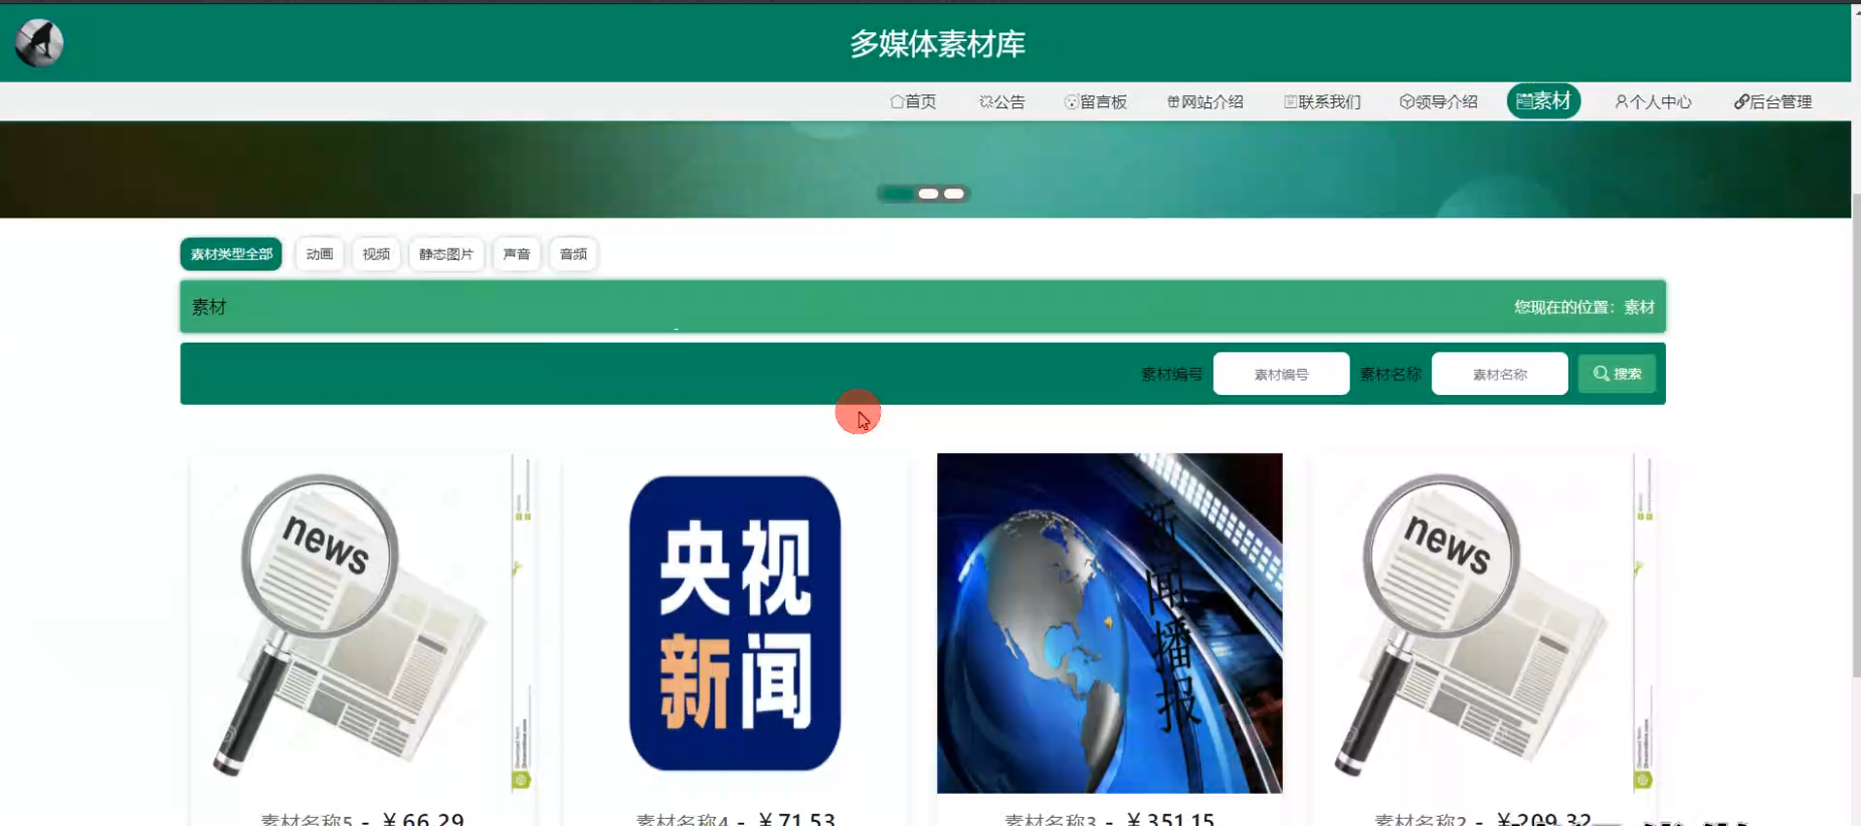 多媒体素材库
首页 公告 留言板 网站介绍 联系我们 领导介绍 素材 个人中心 后台管理
素材类型全部 动画 视频 静态图片 声音 音频
素材 您现在的位置：素材
素材编号 素材编号 素材名称 素材名称 搜索
news 央视新闻 新闻播报 news
素材名称5 - ￥66.29 素材名称4 - ￥71.53 素材名称3 - ￥351.15 素材名称2 - ￥209.32